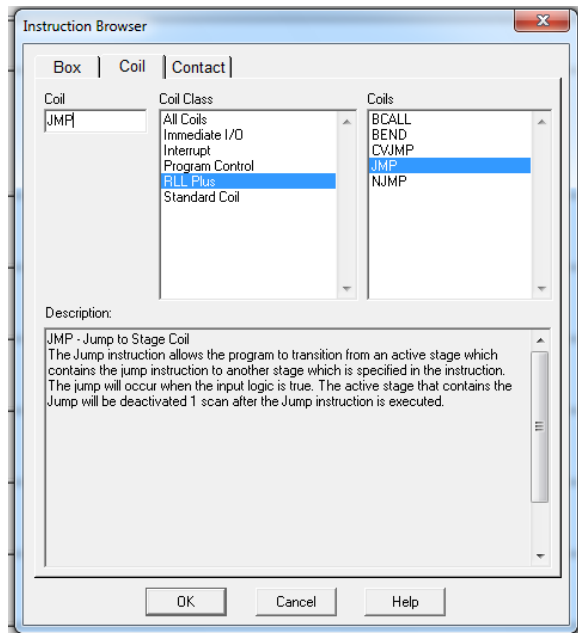 Instruction Browser
Box
Coil
Contact
Coil
JMP
Coil Class
All Coils
Immediate I/O
Interrupt
Program Control
RLL Plus
Standard Coil
Coils
BCALL
BEND
CVJMP
JMP
NJMP
Description:
JMP - Jump to Stage Coil
The Jump instruction allows the program to transition from an active stage which
contains the jump instruction to another stage which is specified in the instruction.
The jump will occur when the input logic is true. The active stage that contains the
Jump will be deactivated 1 scan after the Jump instruction is executed.
OK
Cancel
Help